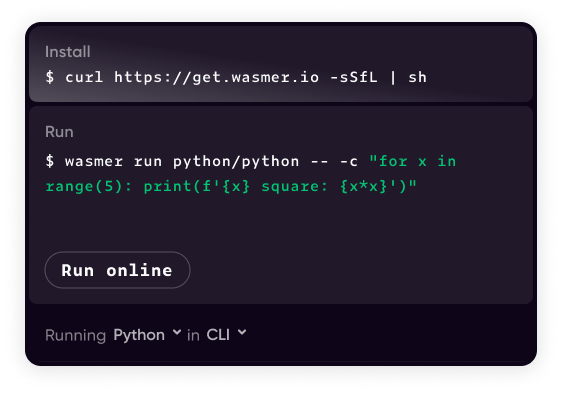 Install
$ curl https://get.wasmer.io -sSfL | sh
Run
$ wasmer run python/python -- -c "for x in
range(5): print(f'{x} square: {x*x}')"
Run online
Running Python in CLI